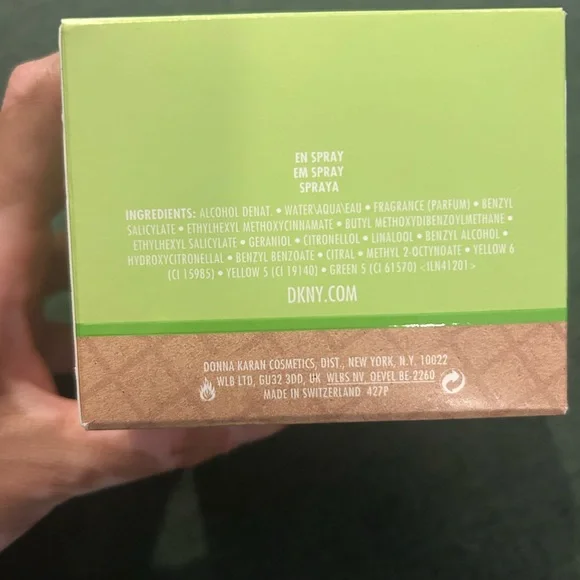 EN SPRAY
EM SPRAY
SPRAYA
INGREDIENTS: ALCOHOL DENAT. • WATER\AQUA\EAU • FRAGRANCE (PARFUM) • BENZYL
SALICYLATE • ETHYLHEXYL METHOXYCINNAMATE • BUTYL METHOXYDIBENZOYLMETHANE •
ETHYLHEXYL SALICYLATE • GERANIOL • CITRONELLOL • LINALOOL • BENZYL ALCOHOL •
HYDROXYCITRONELLAL • BENZYL BENZOATE • CITRAL • METHYL 2-OCTYNOATE • YELLOW 6
(CI 15985) • YELLOW 5 (CI 19140) • GREEN 5 (CI 61570) <ILN41201>
DKNY.COM
DONNA KARAN COSMETICS, DIST., NEW YORK, N.Y. 10022
WLB LTD, GU32 3DD, UK WLBS NV, OEVEL BE-2260
MADE IN SWITZERLAND 427P